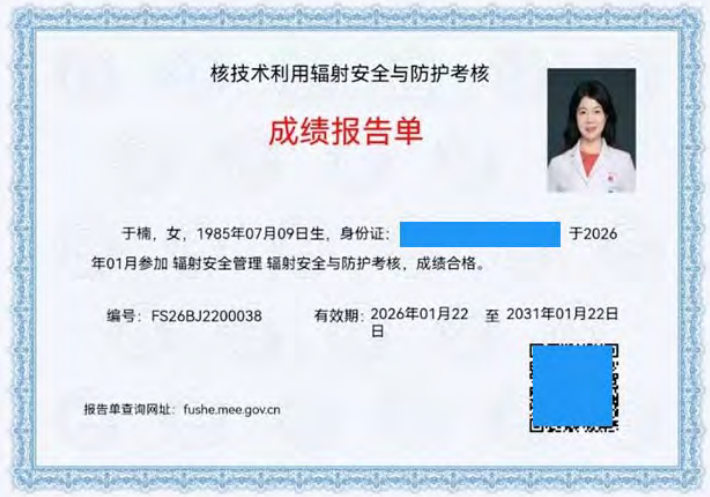 核技术利用辐射安全与防护考核
成绩报告单
于楠，女，1985年07月09日生，身份证： 于2026
年01月参加 辐射安全管理 辐射安全与防护考核，成绩合格。
编号：FS26BJ2200038 有效期：2026年01月22日 至 2031年01月22日
报告单查询网址：fushe.mee.gov.cn